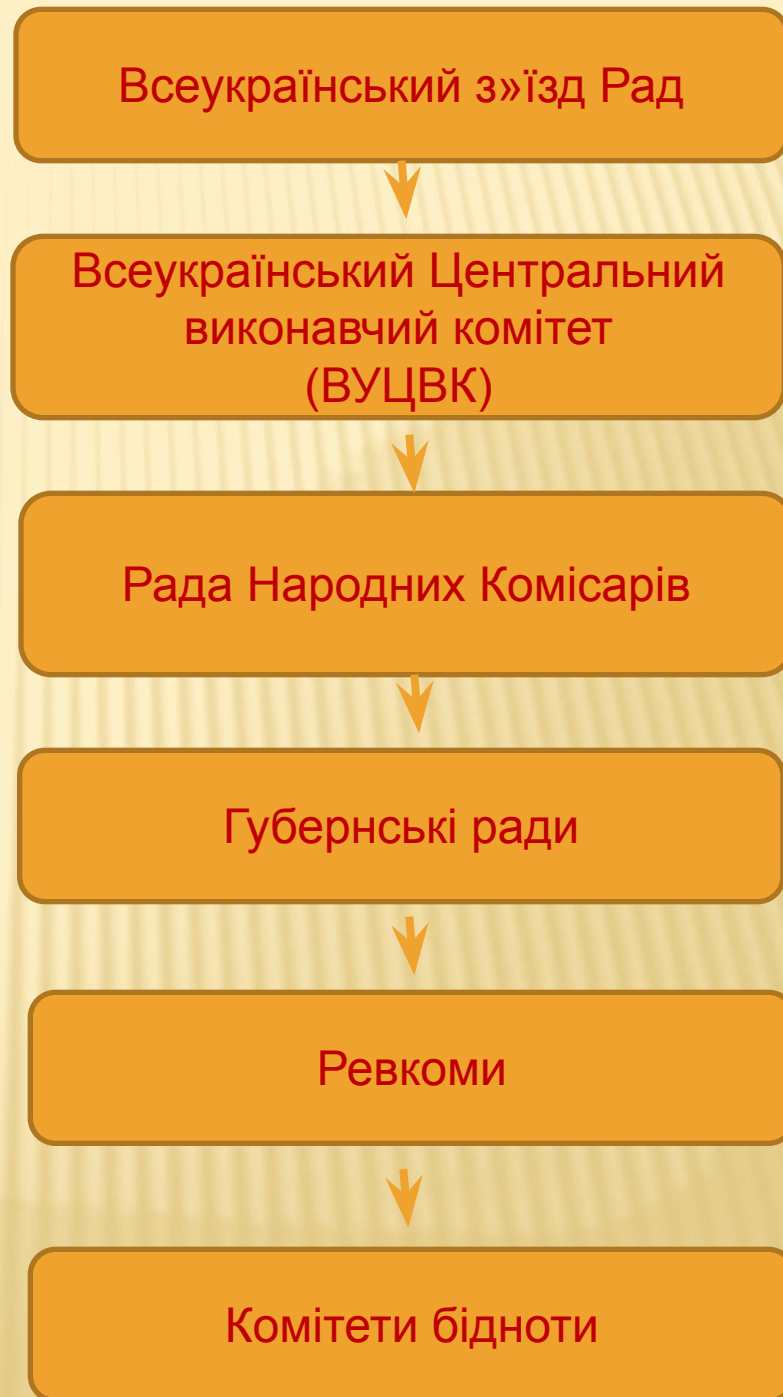 Всеукраїнський з»їзд Рад
Всеукраїнський Центральний
виконавчий комітет
(ВУЦВК)
Рада Народних Комісарів
Губернські ради
Ревкоми
Комітети бідноти